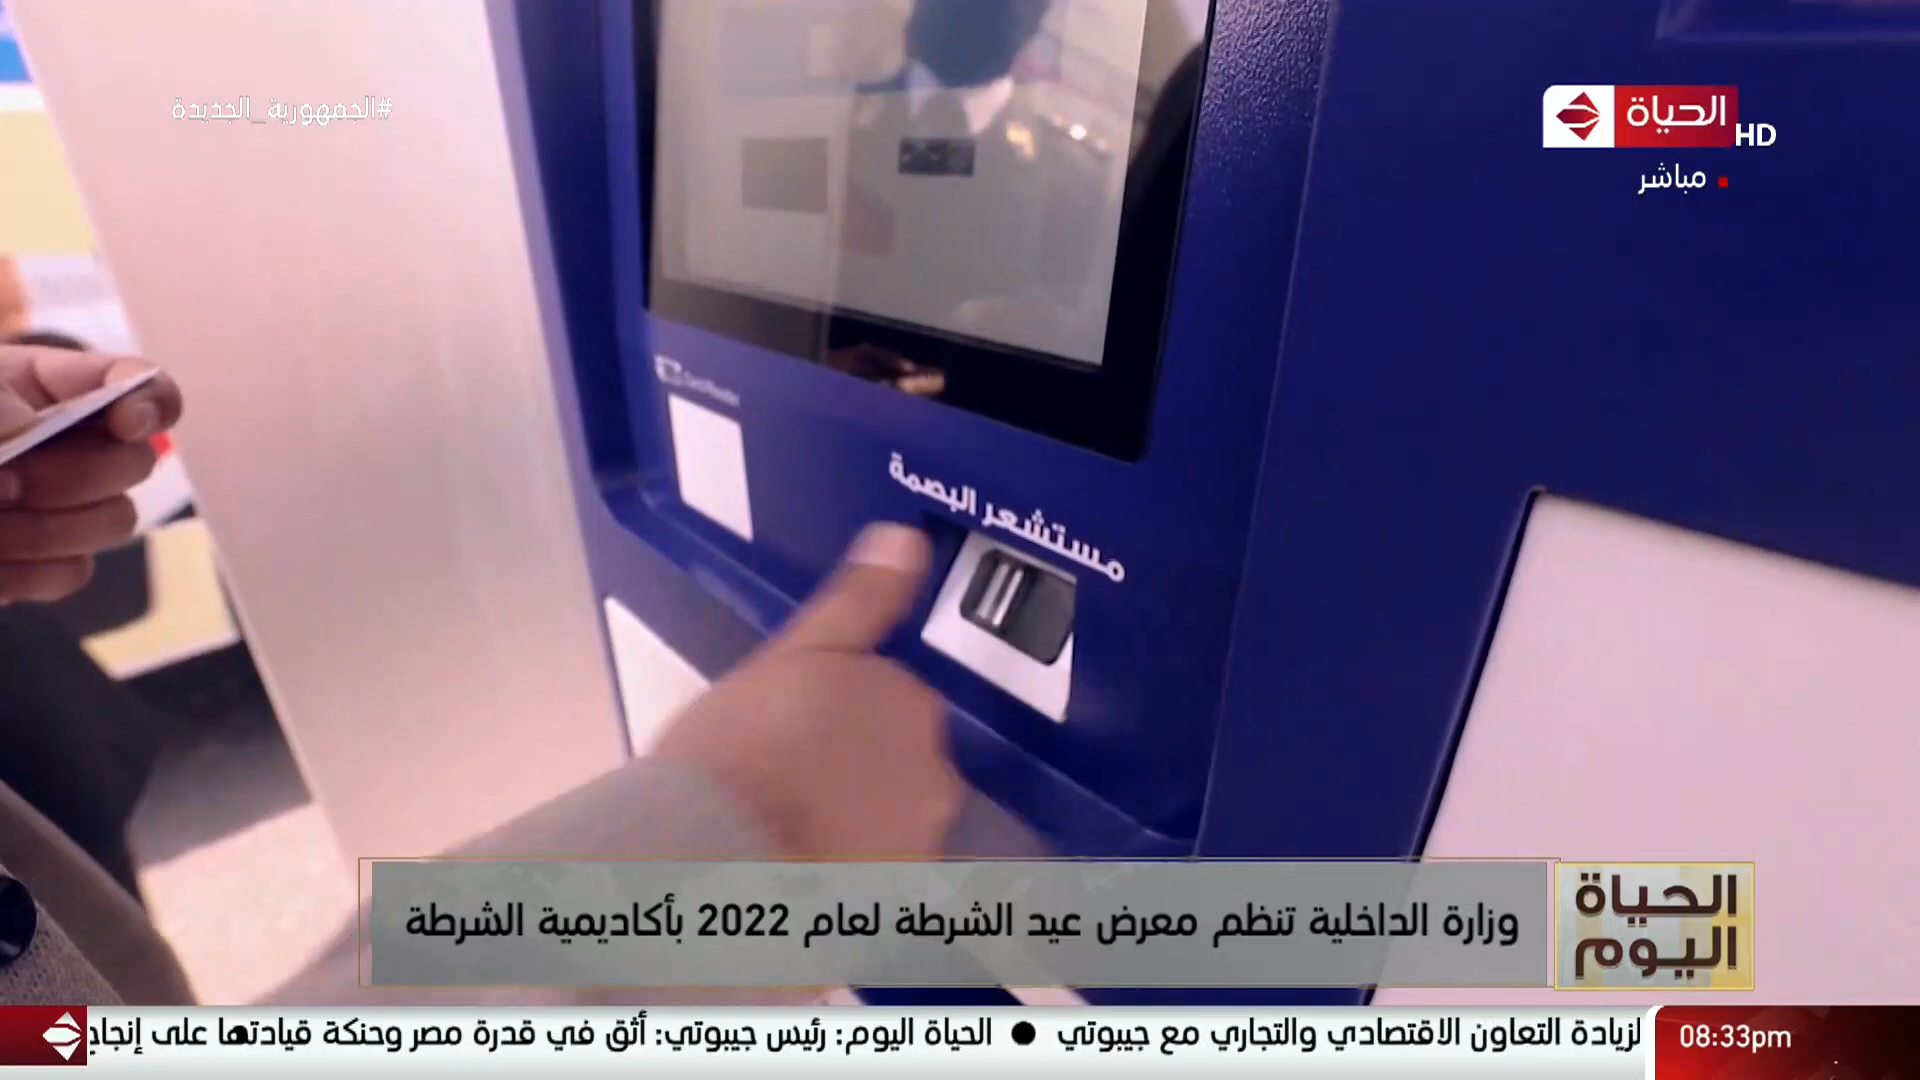 #الجمهورية_الجديدة
الحياة
HD
مباشر
Card Reader
مستشعر البصمة
وزارة الداخلية تنظم معرض عيد الشرطة لعام 2022 بأكاديمية الشرطة
الحياة
اليوم
لزيادة التعاون الاقتصادي والتجاري مع جيبوتي ● الحياة اليوم: رئيس جيبوتي: أثق في قدرة مصر وحنكة قيادتها على إنجاح
08:33pm